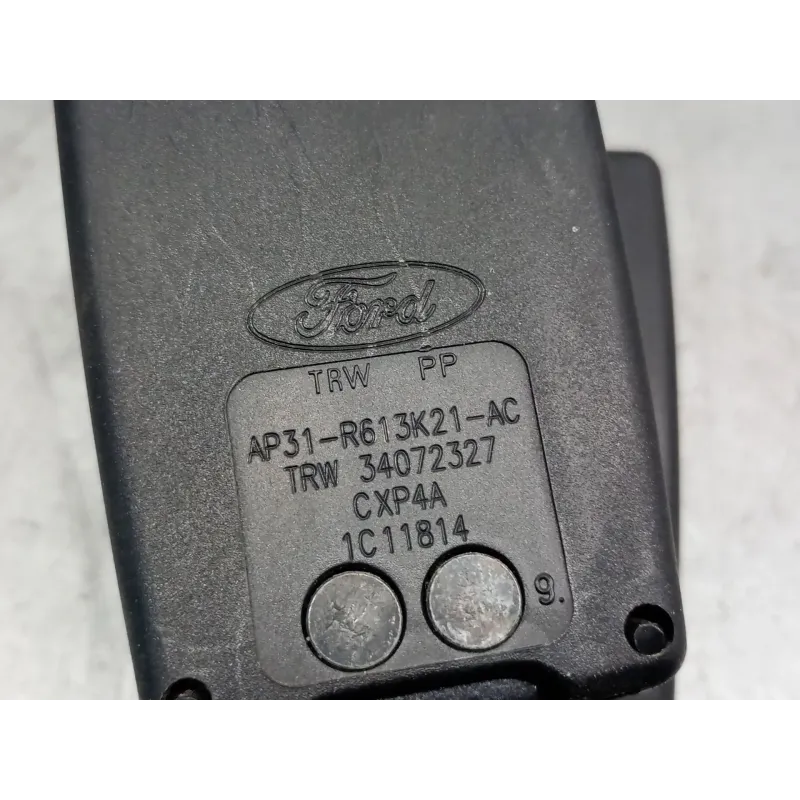 Ford
TRW PP
AP31-R613K21-AC
TRW 34072327
CXP4A
1C11814
9.